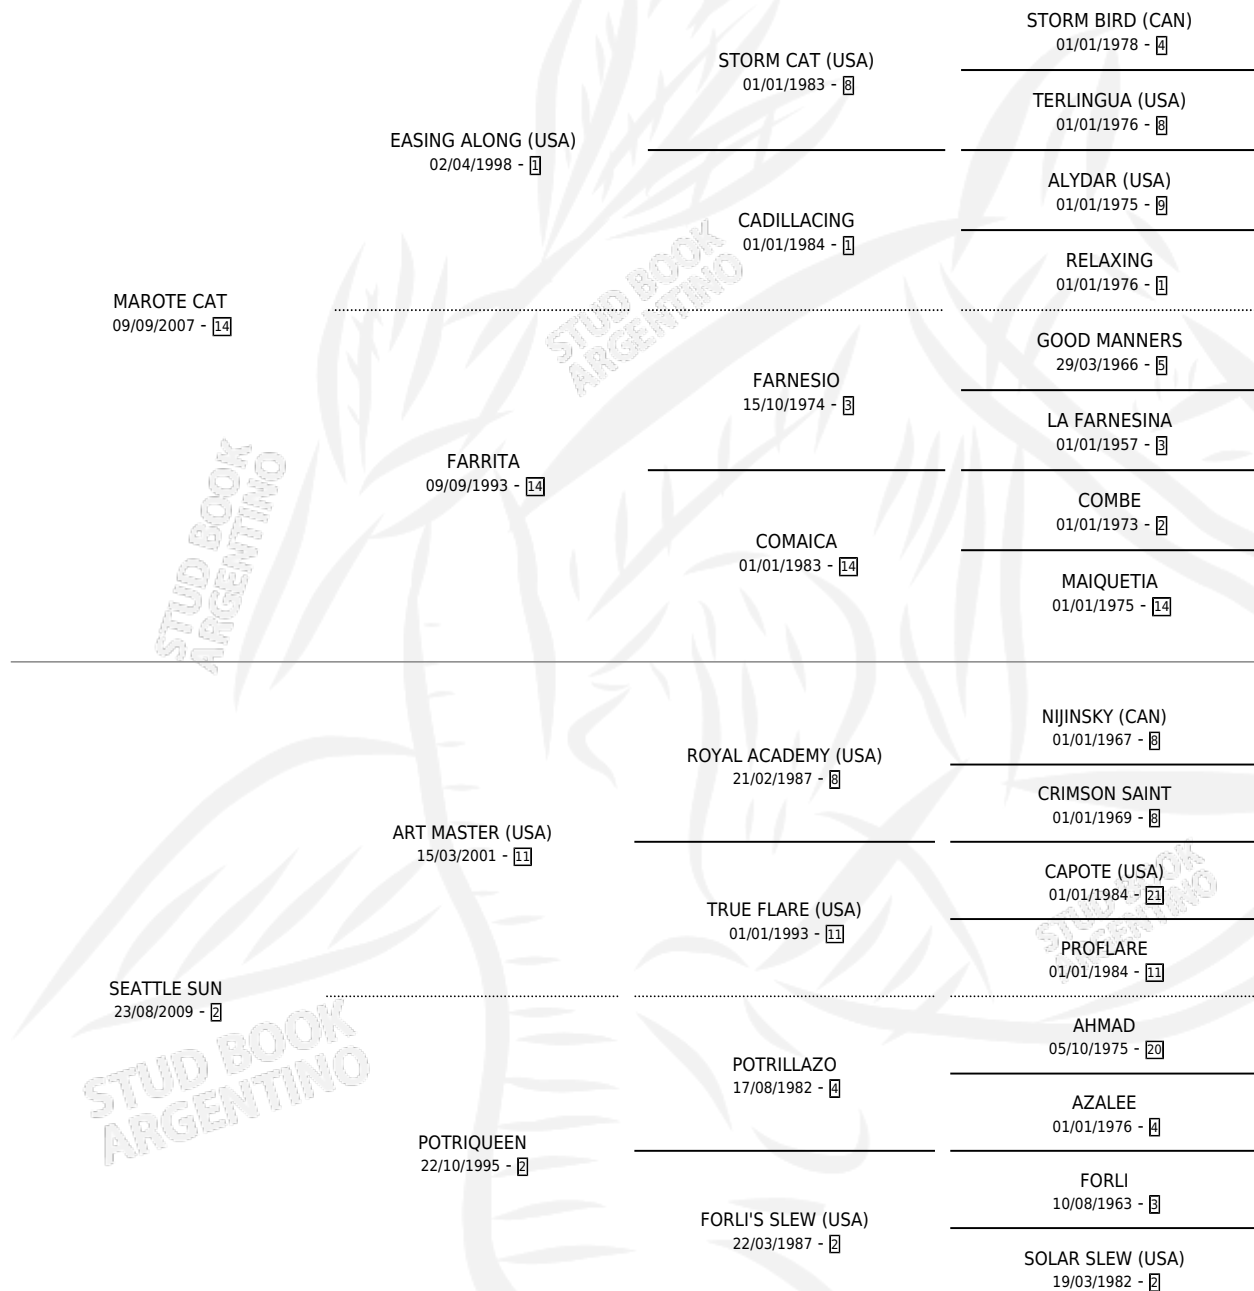 STORM BIRD (CAN)
01/01/1978 - 4
STORM CAT (USA)
01/01/1983 - 8
TERLINGUA (USA)
01/01/1976 - 8
EASING ALONG (USA)
02/04/1998 - 1
ALYDAR (USA)
01/01/1975 - 9
CADILLACING
01/01/1984 - 1
RELAXING
01/01/1976 - 1
MAROTE CAT
09/09/2007 - 14
GOOD MANNERS
29/03/1966 - 5
FARNESIO
15/10/1974 - 3
LA FARNESINA
01/01/1957 - 3
FARRITA
09/09/1993 - 14
COMBE
01/01/1973 - 2
COMAICA
01/01/1983 - 14
MAIQUETIA
01/01/1975 - 14
STUD BOOK
ARGENTINO
STUD BOOK
ARGENTINO
NIJINSKY (CAN)
01/01/1967 - 8
ROYAL ACADEMY (USA)
21/02/1987 - 8
CRIMSON SAINT
01/01/1969 - 8
ART MASTER (USA)
15/03/2001 - 11
CAPOTE (USA)
01/01/1984 - 21
TRUE FLARE (USA)
01/01/1993 - 11
PROFLARE
01/01/1984 - 11
SEATTLE SUN
23/08/2009 - 2
AHMAD
05/10/1975 - 20
POTRILLAZO
17/08/1982 - 4
AZALEE
01/01/1976 - 4
POTRIQUEEN
22/10/1995 - 2
FORLI
10/08/1963 - 3
FORLI'S SLEW (USA)
22/03/1987 - 2
SOLAR SLEW (USA)
19/03/1982 - 2
STUD BOOK
ARGENTINO
STUD BOOK
ARGENTINO